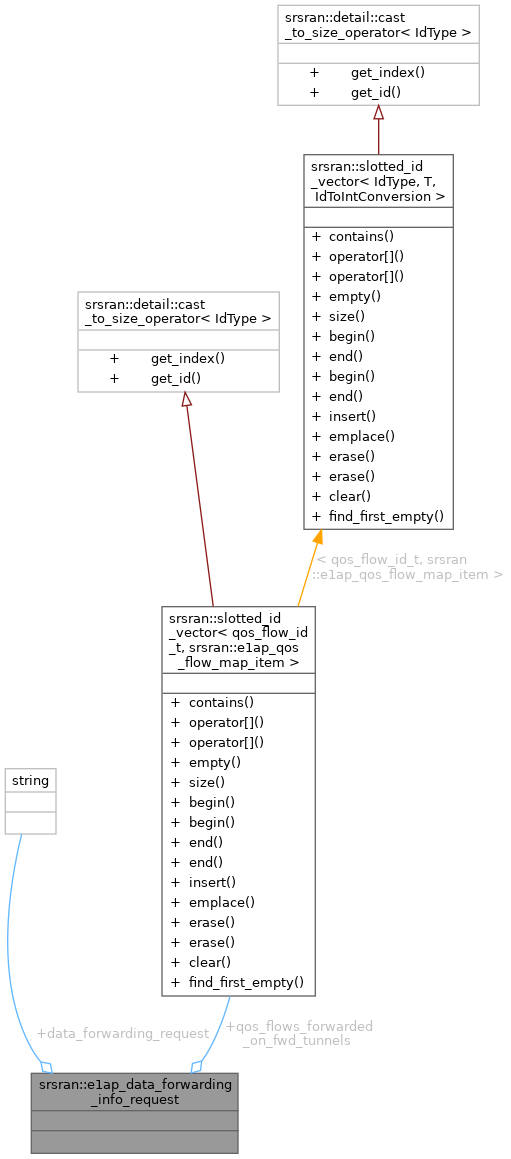 srsran::detail::cast
_to_size_operator< IdType >
+ get_index()
+ get_id()
srsran::slotted_id
_vector< IdType, T,
IdToIntConversion >
+ contains()
+ operator[]()
+ operator[]()
+ empty()
+ size()
+ begin()
+ end()
+ begin()
+ end()
+ insert()
+ emplace()
+ erase()
+ erase()
+ clear()
+ find_first_empty()
srsran::detail::cast
_to_size_operator< IdType >
+ get_index()
+ get_id()
< qos_flow_id_t, srsran
::e1ap_qos_flow_map_item >
srsran::slotted_id
_vector< qos_flow_id
_t, srsran::e1ap_qos
_flow_map_item >
+ contains()
+ operator[]()
+ operator[]()
+ empty()
+ size()
+ begin()
+ begin()
+ end()
+ end()
+ insert()
+ emplace()
+ erase()
+ erase()
+ clear()
+ find_first_empty()
string
+data_forwarding_request
+qos_flows_forwarded
_on_fwd_tunnels
srsran::e1ap_data_forwarding
_info_request